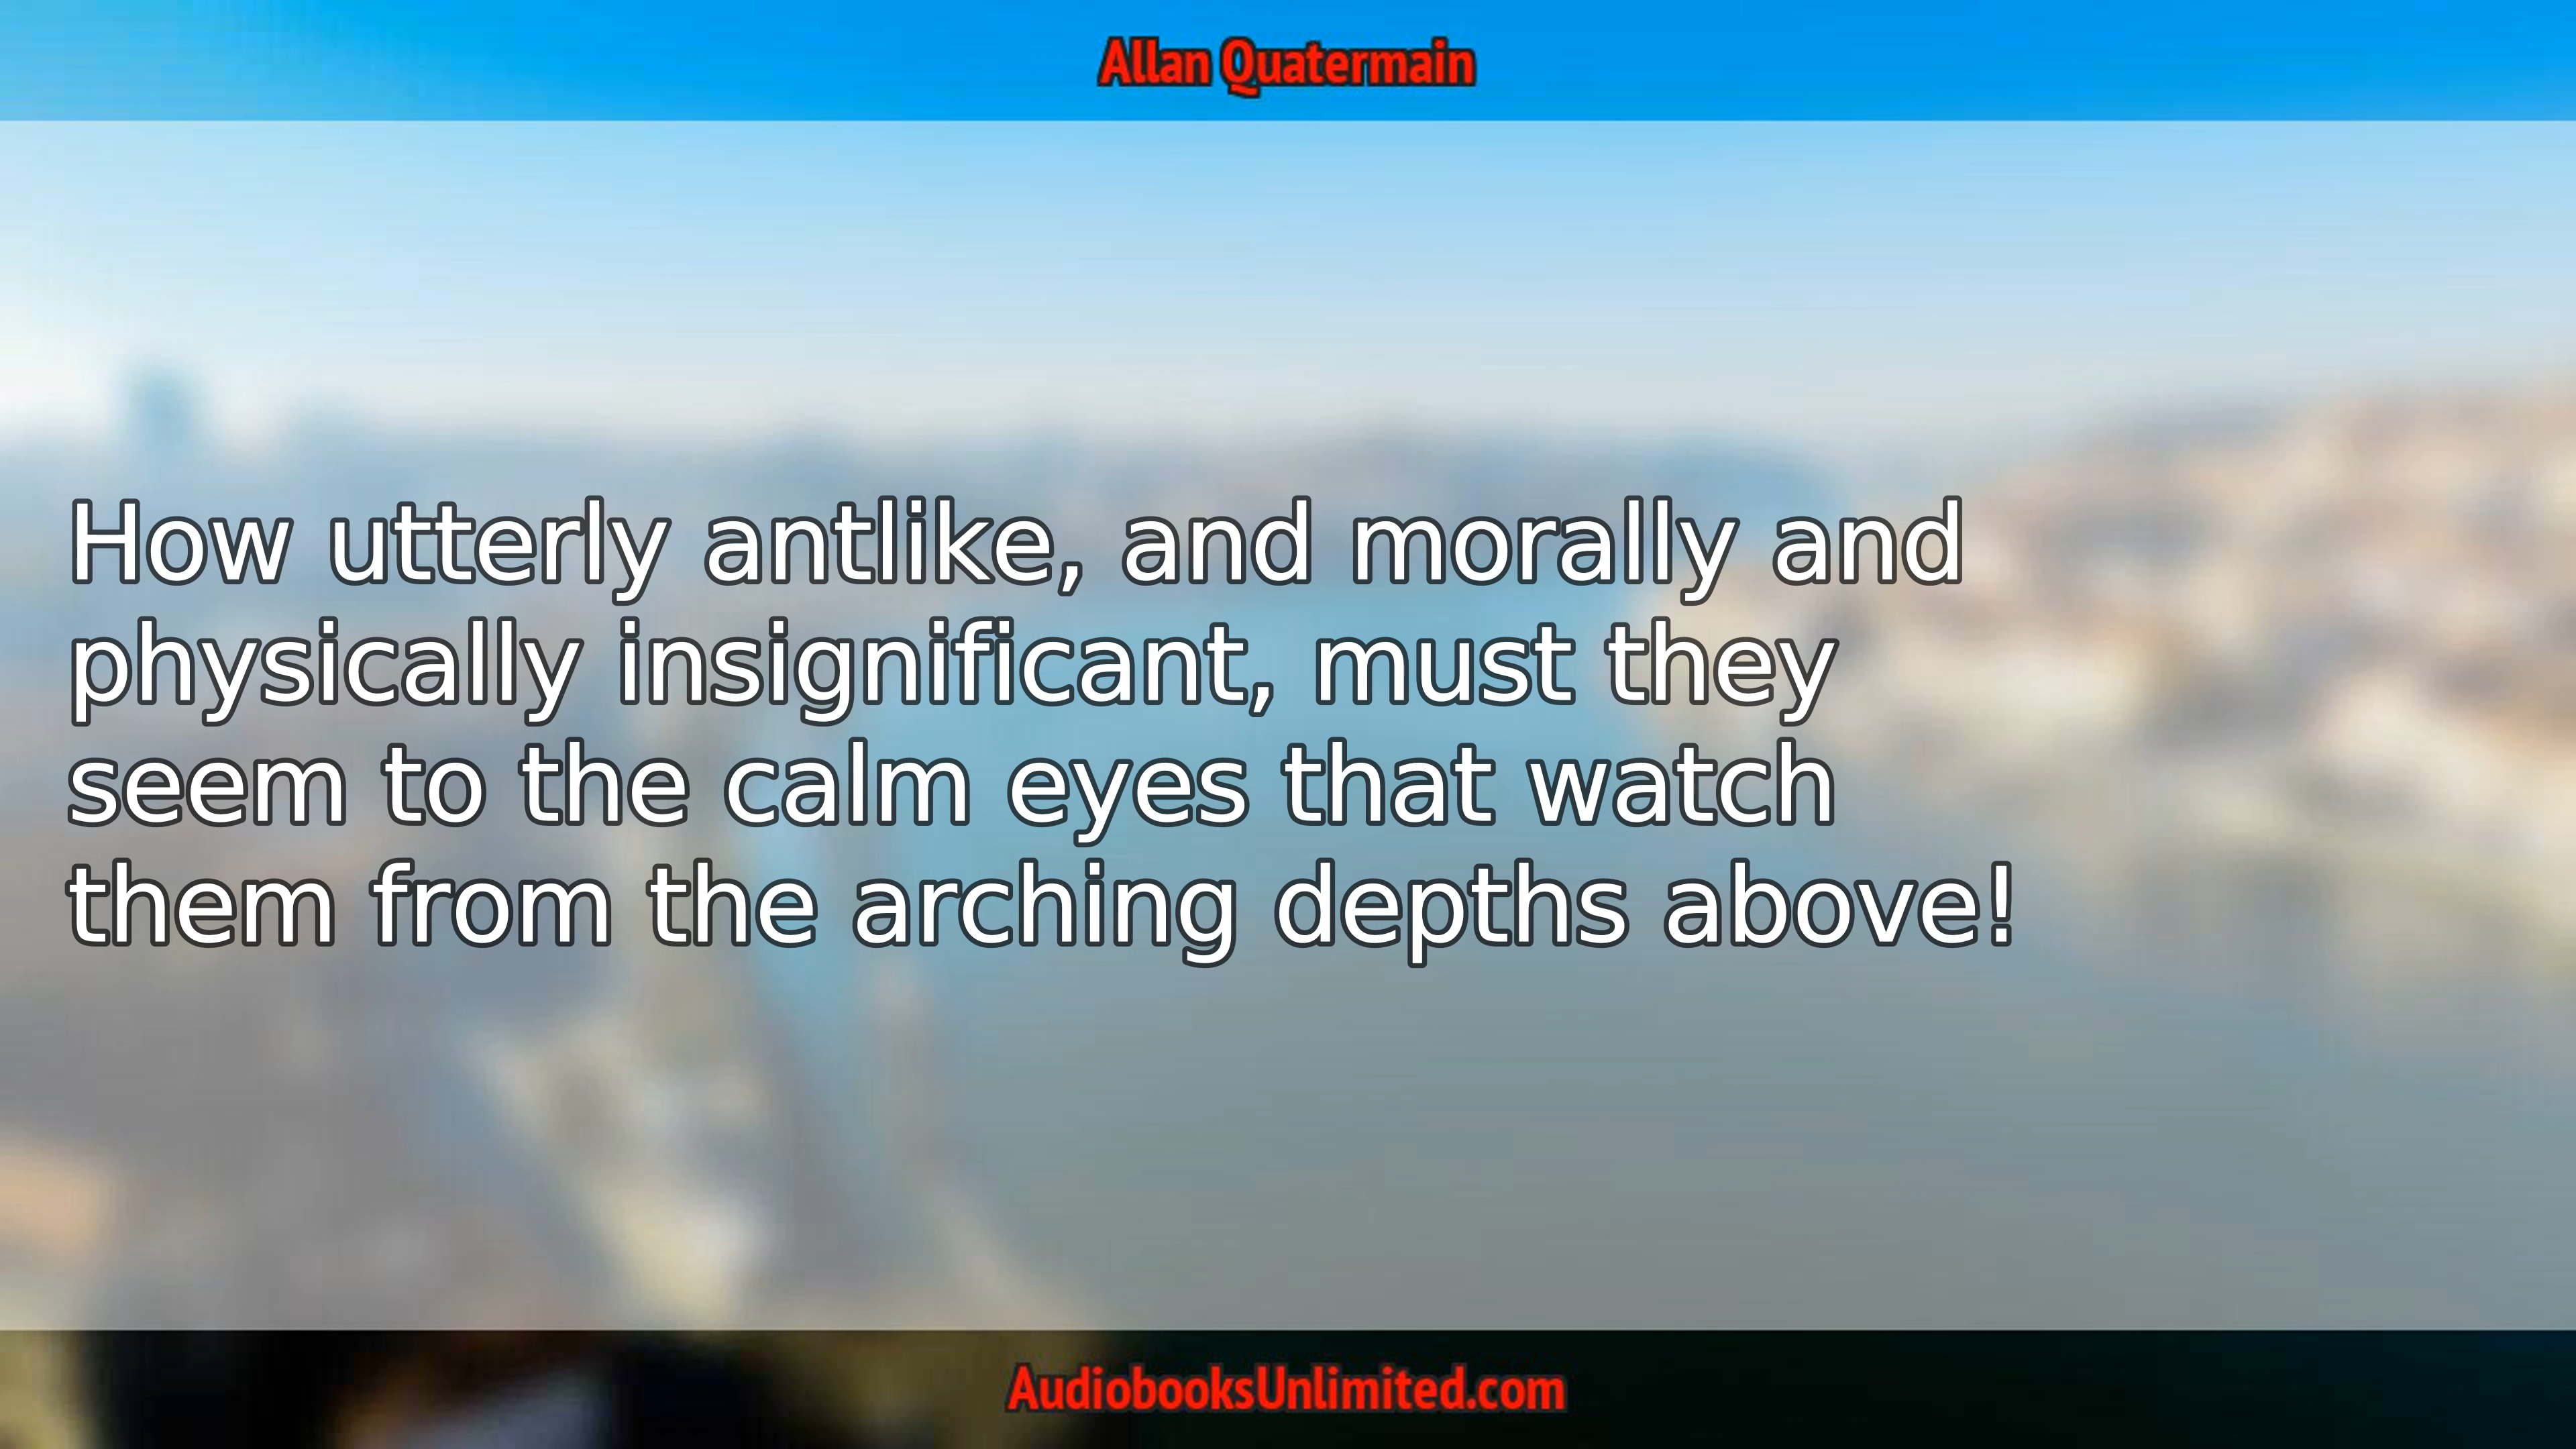 Allan Quatermain
How utterly antlike, and morally and
physically insignificant, must they
seem to the calm eyes that watch
them from the arching depths above!
AudiobooksUnlimited.com